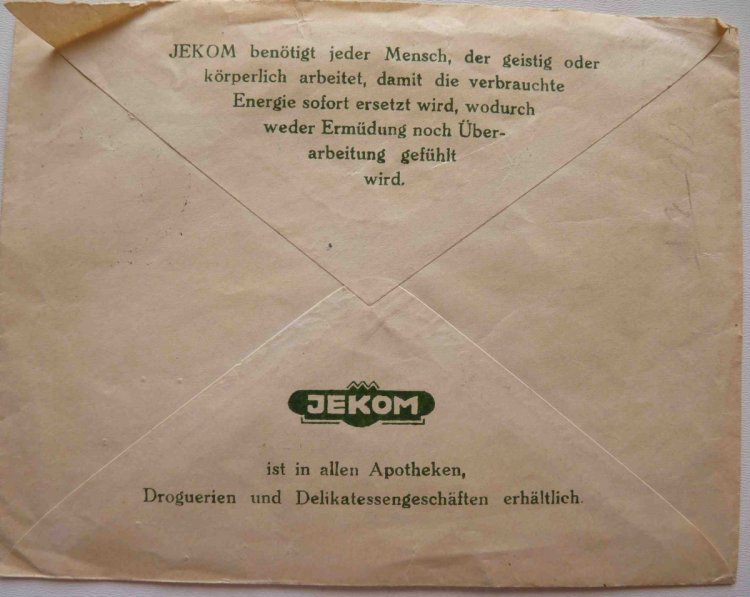 JEKOM benötigt jeder Mensch, der geistig oder
körperlich arbeitet, damit die verbrauchte
Energie sofort ersetzt wird, wodurch
weder Ermüdung noch Über-
arbeitung gefühlt
wird.
JEKOM
ist in allen Apotheken,
Droguerien und Delikatessengeschäften erhältlich.